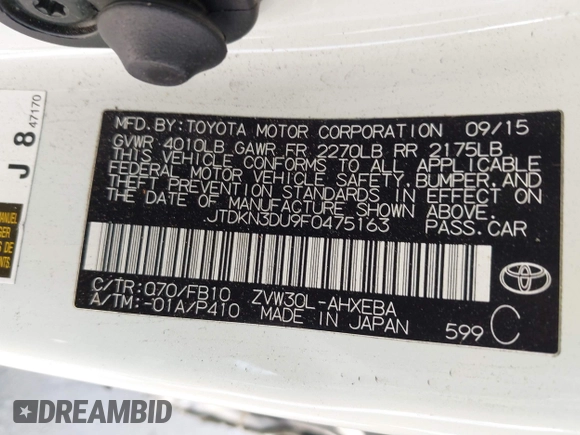 MFD.BY:TOYOTA MOTOR CORPORATION 09/15
GVWR 4010LB GAWR FR 2270LB RR 2175LB
THIS VEHICLE CONFORMS TO ALL APPLICABLE
FEDERAL MOTOR VEHICLE SAFETY,BUMPER,AND
THEFT PREVENTION STANDARDS IN EFFECT ON
THE DATE OF MANUFACTURE SHOWN ABOVE.
JTDKN3DU9F0475163 PASS.CAR
C/TR:070/FB10 ZVW30L-AHXEBA
A/TM:-01A/P410 MADE IN JAPAN
599 C
TOYOTA
J 8
47170
MANUEL
DREAMBID